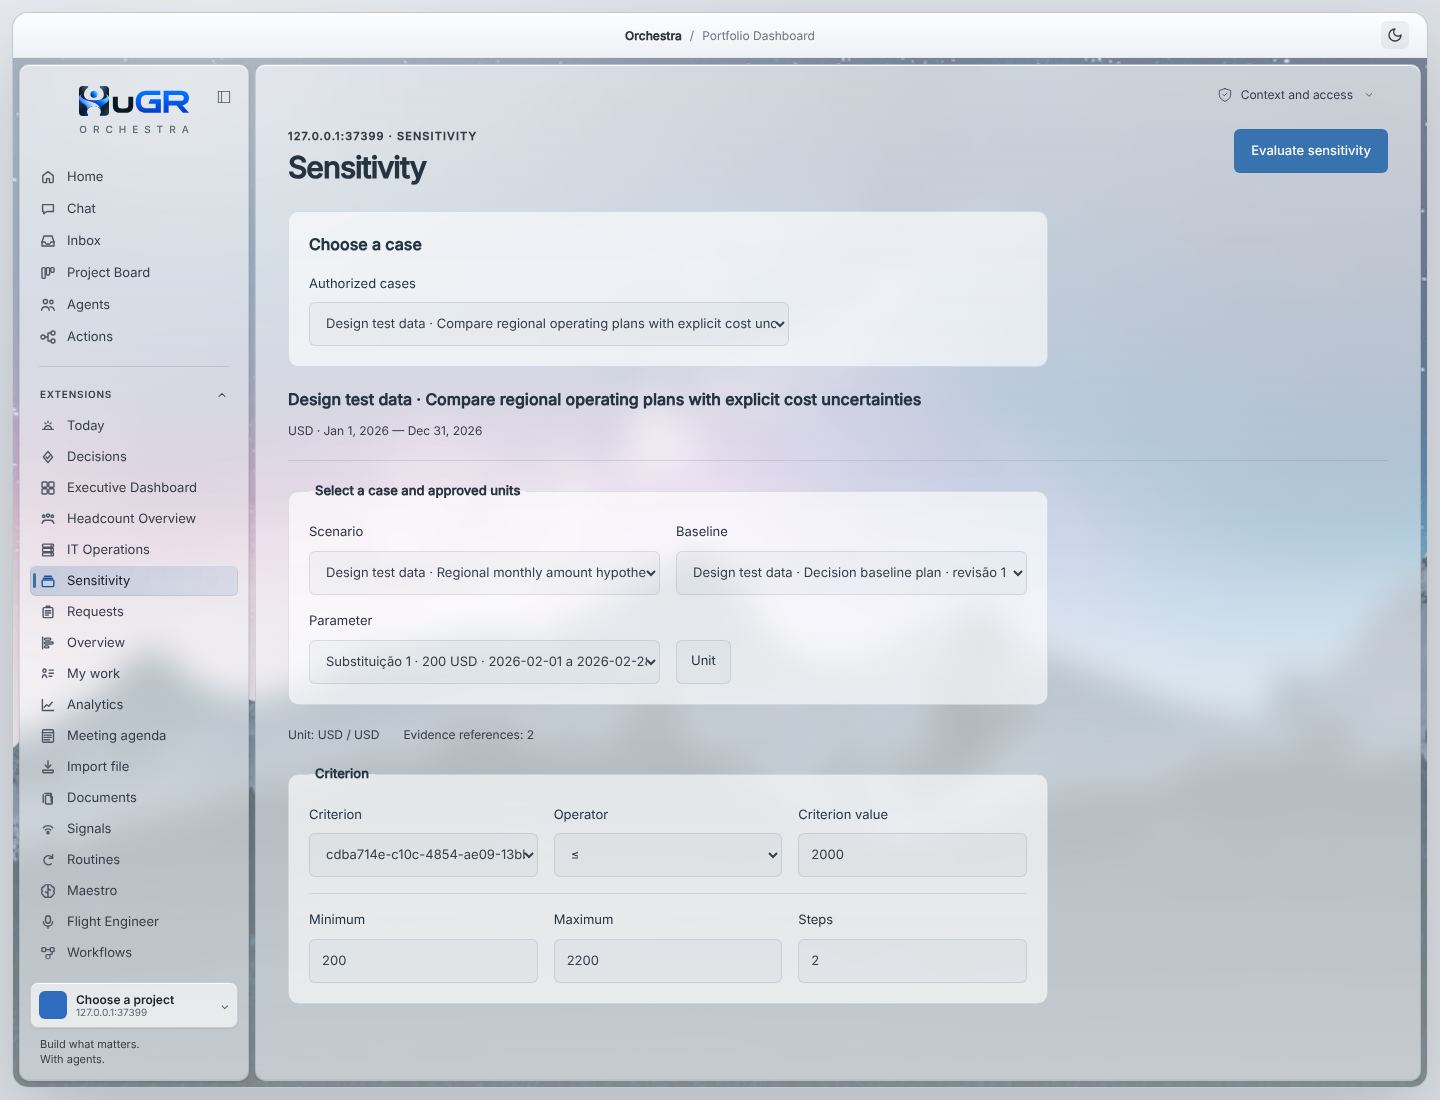 Orchestra / Portfolio Dashboard
HuGR
ORCHESTRA
Home
Chat
Inbox
Project Board
Agents
Actions
EXTENSIONS
Today
Decisions
Executive Dashboard
Headcount Overview
IT Operations
Sensitivity
Requests
Overview
My work
Analytics
Meeting agenda
Import file
Documents
Signals
Routines
Maestro
Flight Engineer
Workflows
Choose a project
127.0.0.1:37399
Build what matters.
With agents.
Context and access
127.0.0.1:37399 · SENSITIVITY
Sensitivity
Evaluate sensitivity
Choose a case
Authorized cases
Design test data · Compare regional operating plans with explicit cost unc
Design test data · Compare regional operating plans with explicit cost uncertainties
USD · Jan 1, 2026 — Dec 31, 2026
Select a case and approved units
Scenario Baseline
Design test data · Regional monthly amount hypothe Design test data · Decision baseline plan · revisão 1
Parameter
Substituição 1 · 200 USD · 2026-02-01 a 2026-02-2 Unit
Unit: USD / USD Evidence references: 2
Criterion
Criterion Operator Criterion value
cdba714e-c10c-4854-ae09-13b ≤ 2000
Minimum Maximum Steps
200 2200 2